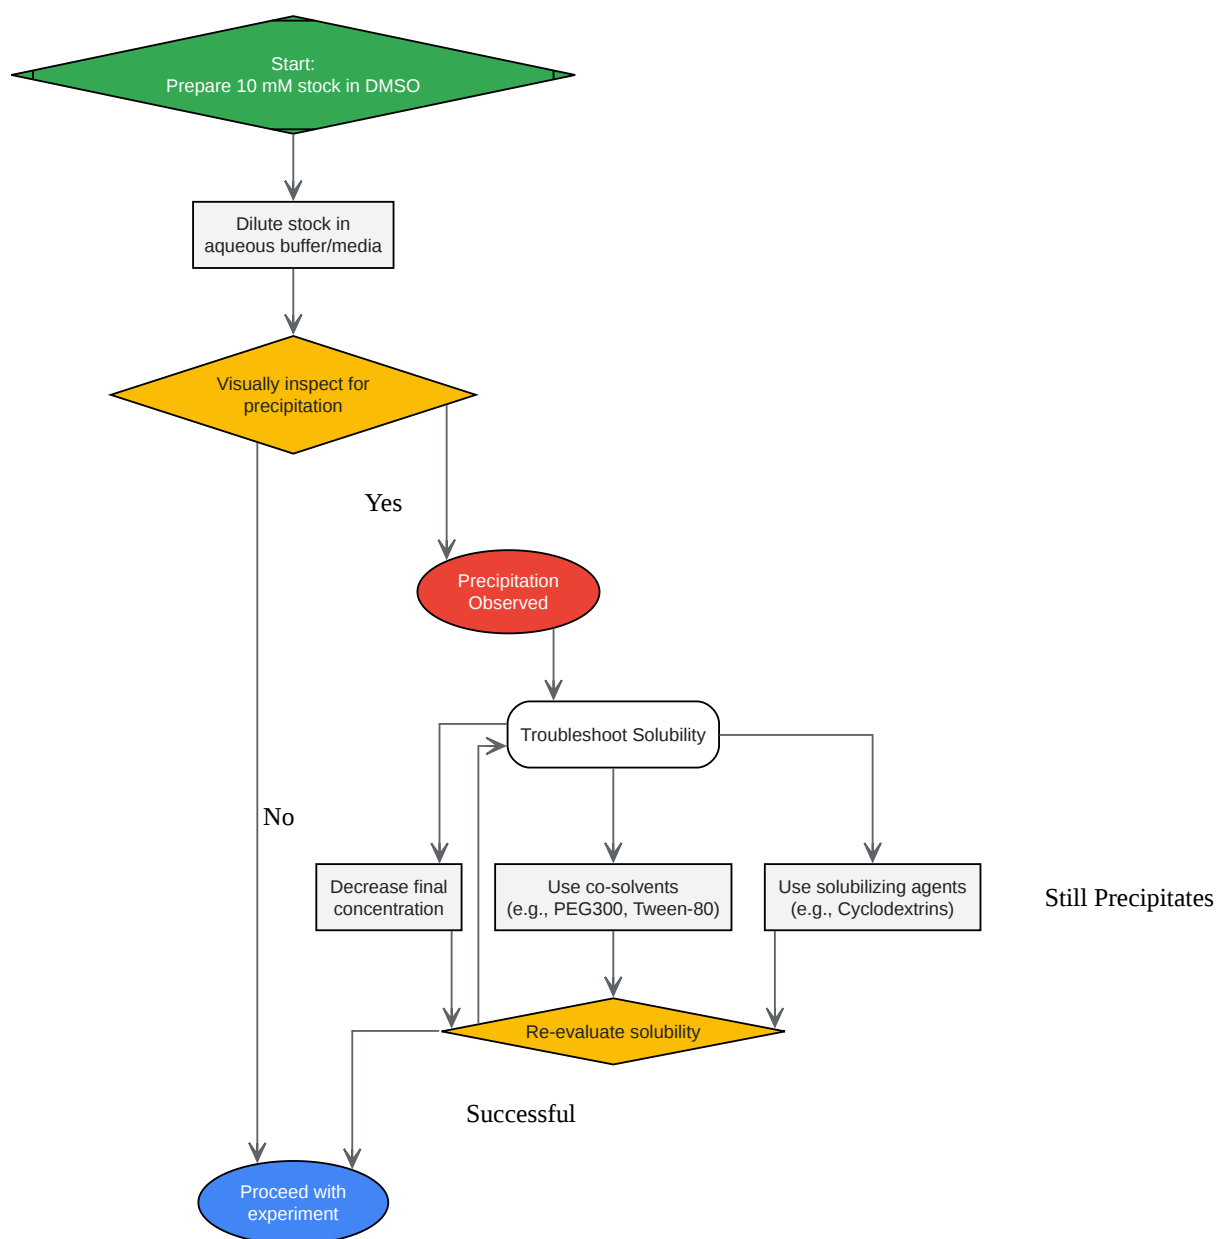 Start:
Prepare 10 mM stock in DMSO
Dilute stock in
aqueous buffer/media
Visually inspect for
precipitation
Yes
Precipitation
Observed
Troubleshoot Solubility
No
Decrease final
concentration
Use co-solvents
(e.g., PEG300, Tween-80)
Use solubilizing agents
(e.g., Cyclodextrins)
Still Precipitates
Re-evaluate solubility
Successful
Proceed with
experiment